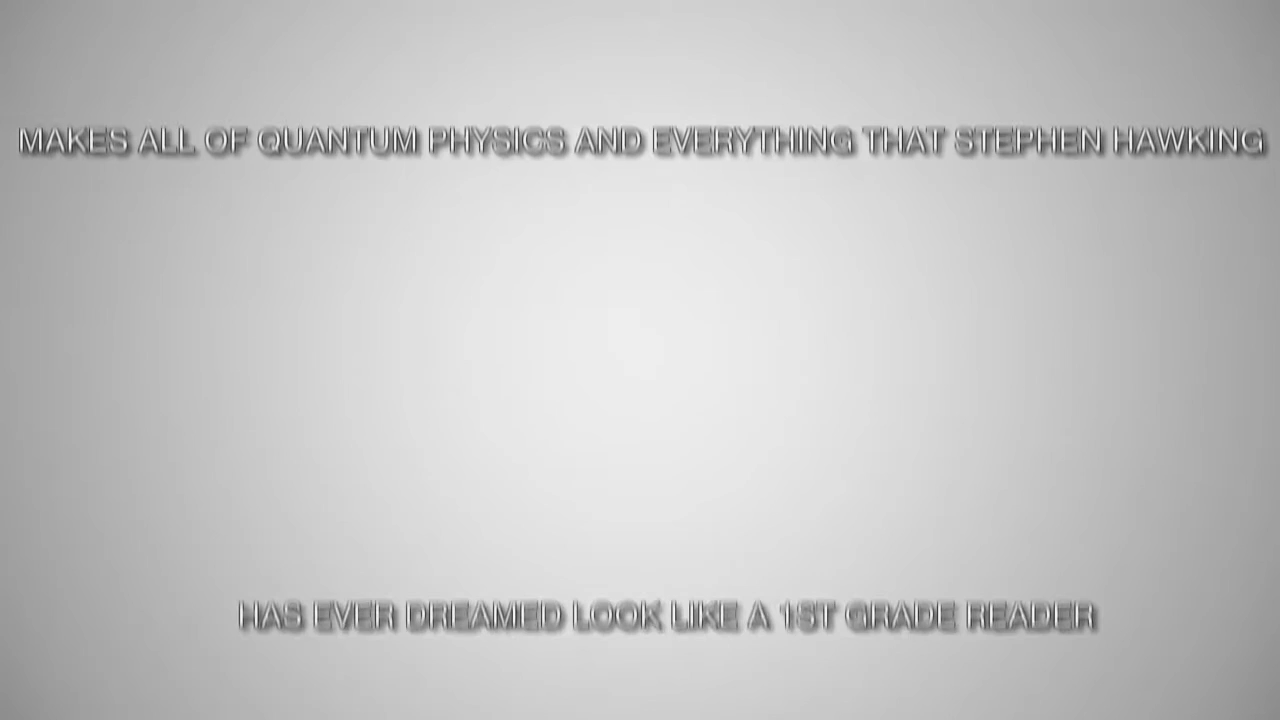 MAKES ALL OF QUANTUM PHYSICS AND EVERYTHING THAT STEPHEN HAWKING
HAS EVER DREAMED LOOK LIKE A 1ST GRADE READER